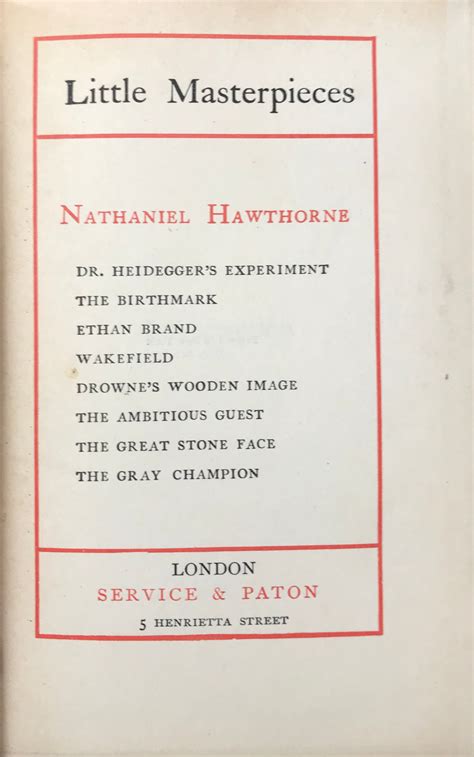 Little Masterpieces
NATHANIEL HAWTHORNE
DR. HEIDEGGER'S EXPERIMENT
THE BIRTHMARK
ETHAN BRAND
WAKEFIELD
DROWNE'S WOODEN IMAGE
THE AMBITIOUS GUEST
THE GREAT STONE FACE
THE GRAY CHAMPION
LONDON
SERVICE & PATON
5 HENRIETTA STREET